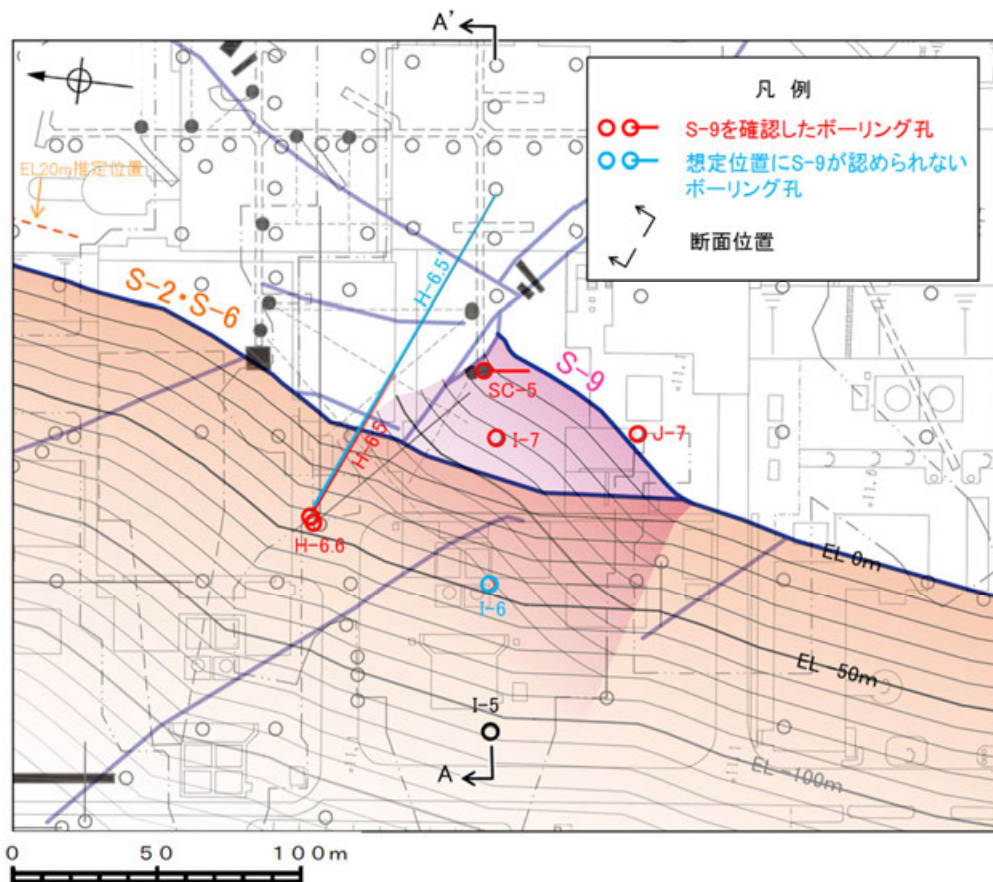 A'
凡 例
S-9を確認したボーリング孔
想定位置にS-9が認められない
ボーリング孔
断面位置
EL20m推定位置
S-2・S-6
H-6.5'
S-9
SC-5
H-6.5
I-7
J-7
H-6.6
EL 0m
I-6
EL-50m
I-5
A
EL-100m
0 50 100m